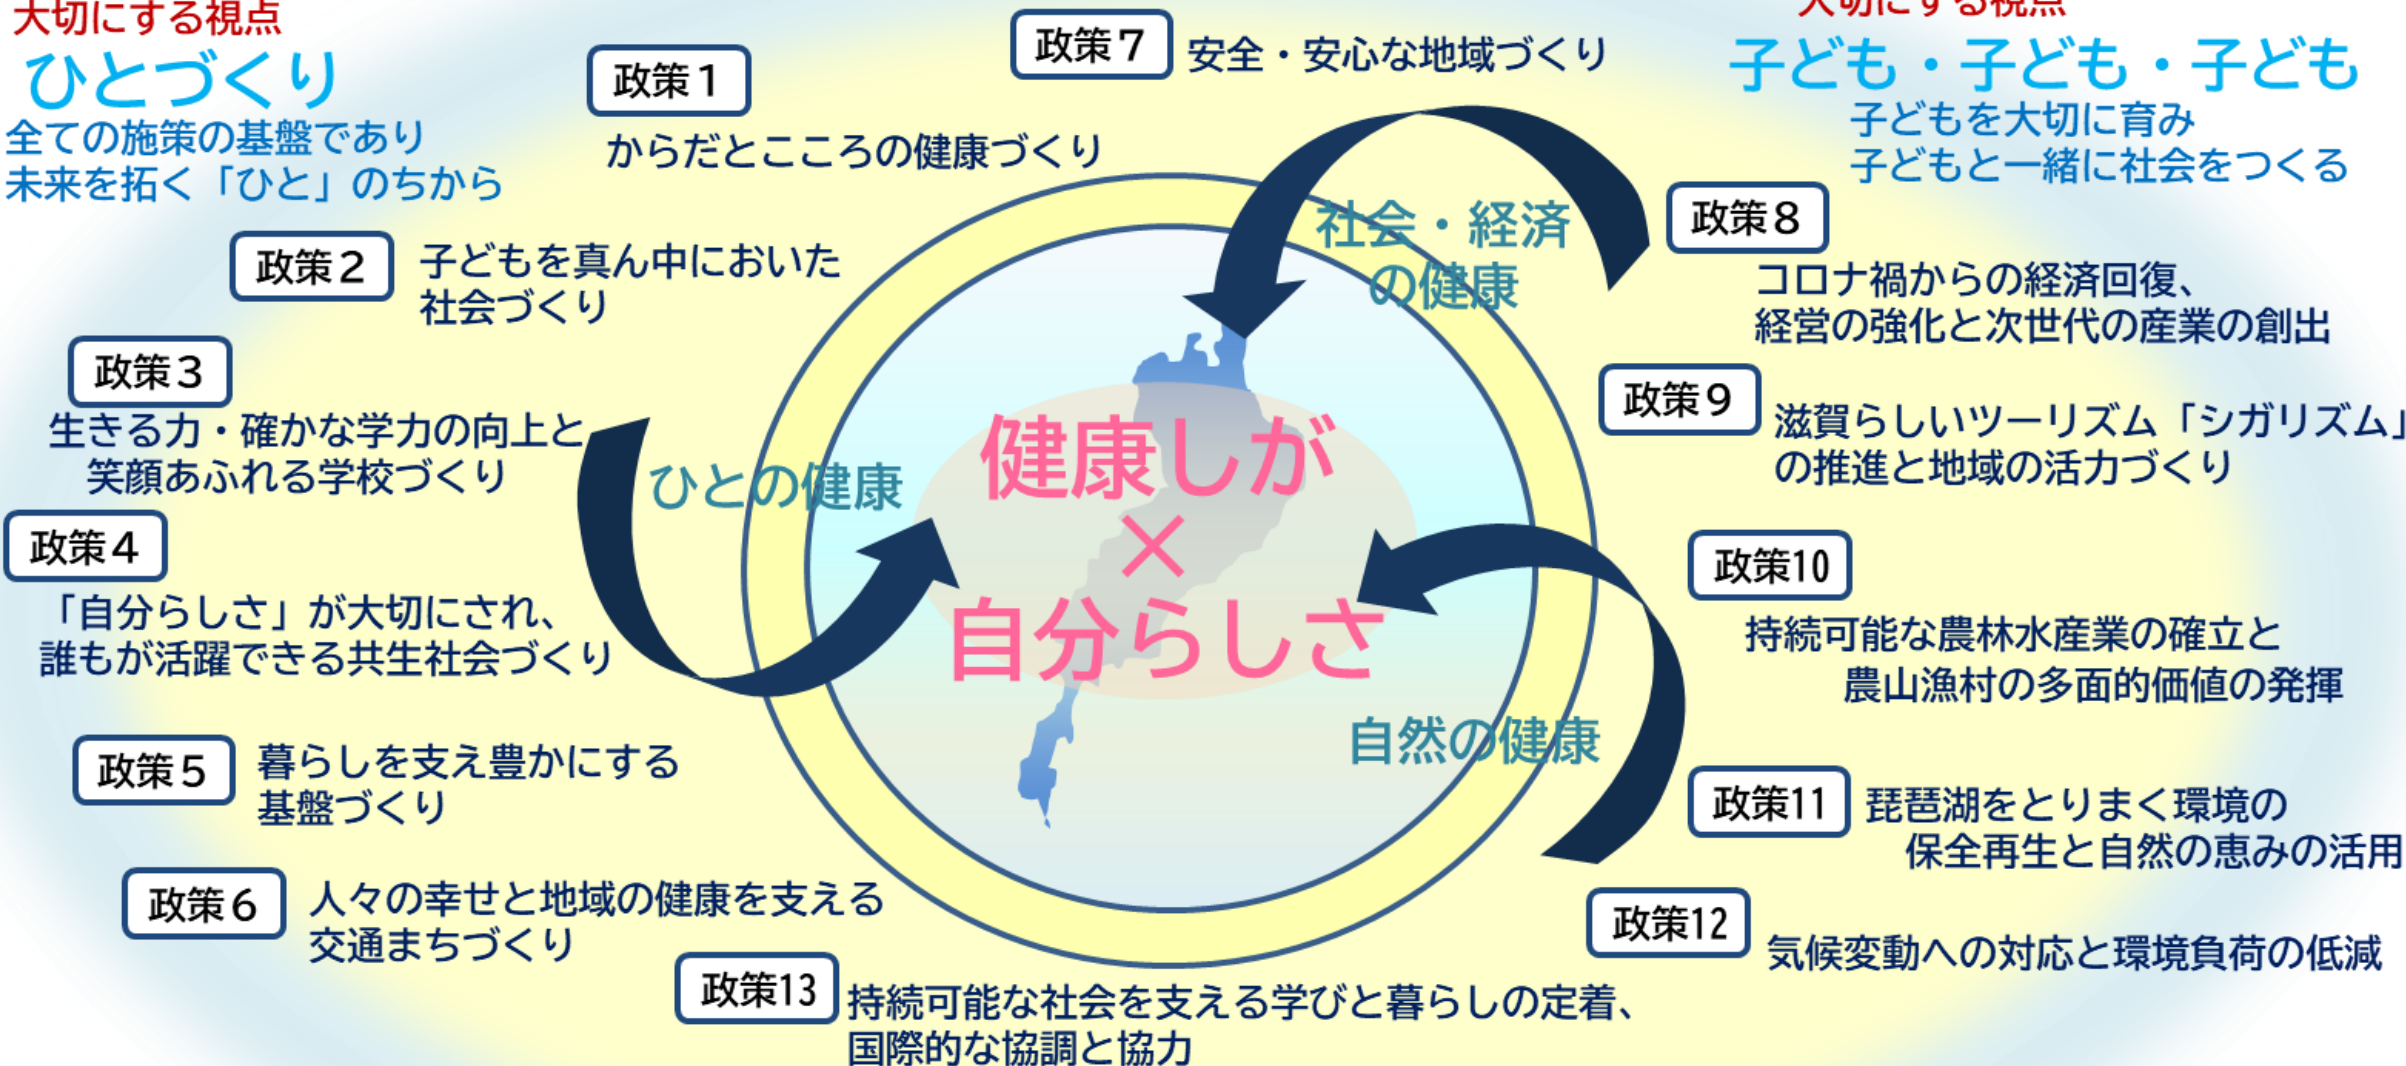 大切にする視点
ひとづくり
全ての施策の基盤であり
未来を拓く「ひと」のちから
大切にする視点
子ども・子ども・子ども
子どもを大切に育み
子どもと一緒に社会をつくる
政策1
からだとこころの健康づくり
政策2
子どもを真ん中においた
社会づくり
政策3
生きる力・確かな学力の向上と
笑顔あふれる学校づくり
政策4
「自分らしさ」が大切にされ、
誰もが活躍できる共生社会づくり
政策5
暮らしを支え豊かにする
基盤づくり
政策6
人々の幸せと地域の健康を支える
交通まちづくり
政策7
安全・安心な地域づくり
政策8
コロナ禍からの経済回復、
経営の強化と次世代の産業の創出
政策9
滋賀らしいツーリズム「シガリズム」
の推進と地域の活力づくり
政策10
持続可能な農林水産業の確立と
農山漁村の多面的価値の発揮
政策11
琵琶湖をとりまく環境の
保全再生と自然の恵みの活用
政策12
気候変動への対応と環境負荷の低減
政策13
持続可能な社会を支える学びと暮らしの定着、
国際的な協調と協力
ひとの健康
社会・経済
の健康
自然の健康
健康しが
×
自分らしさ